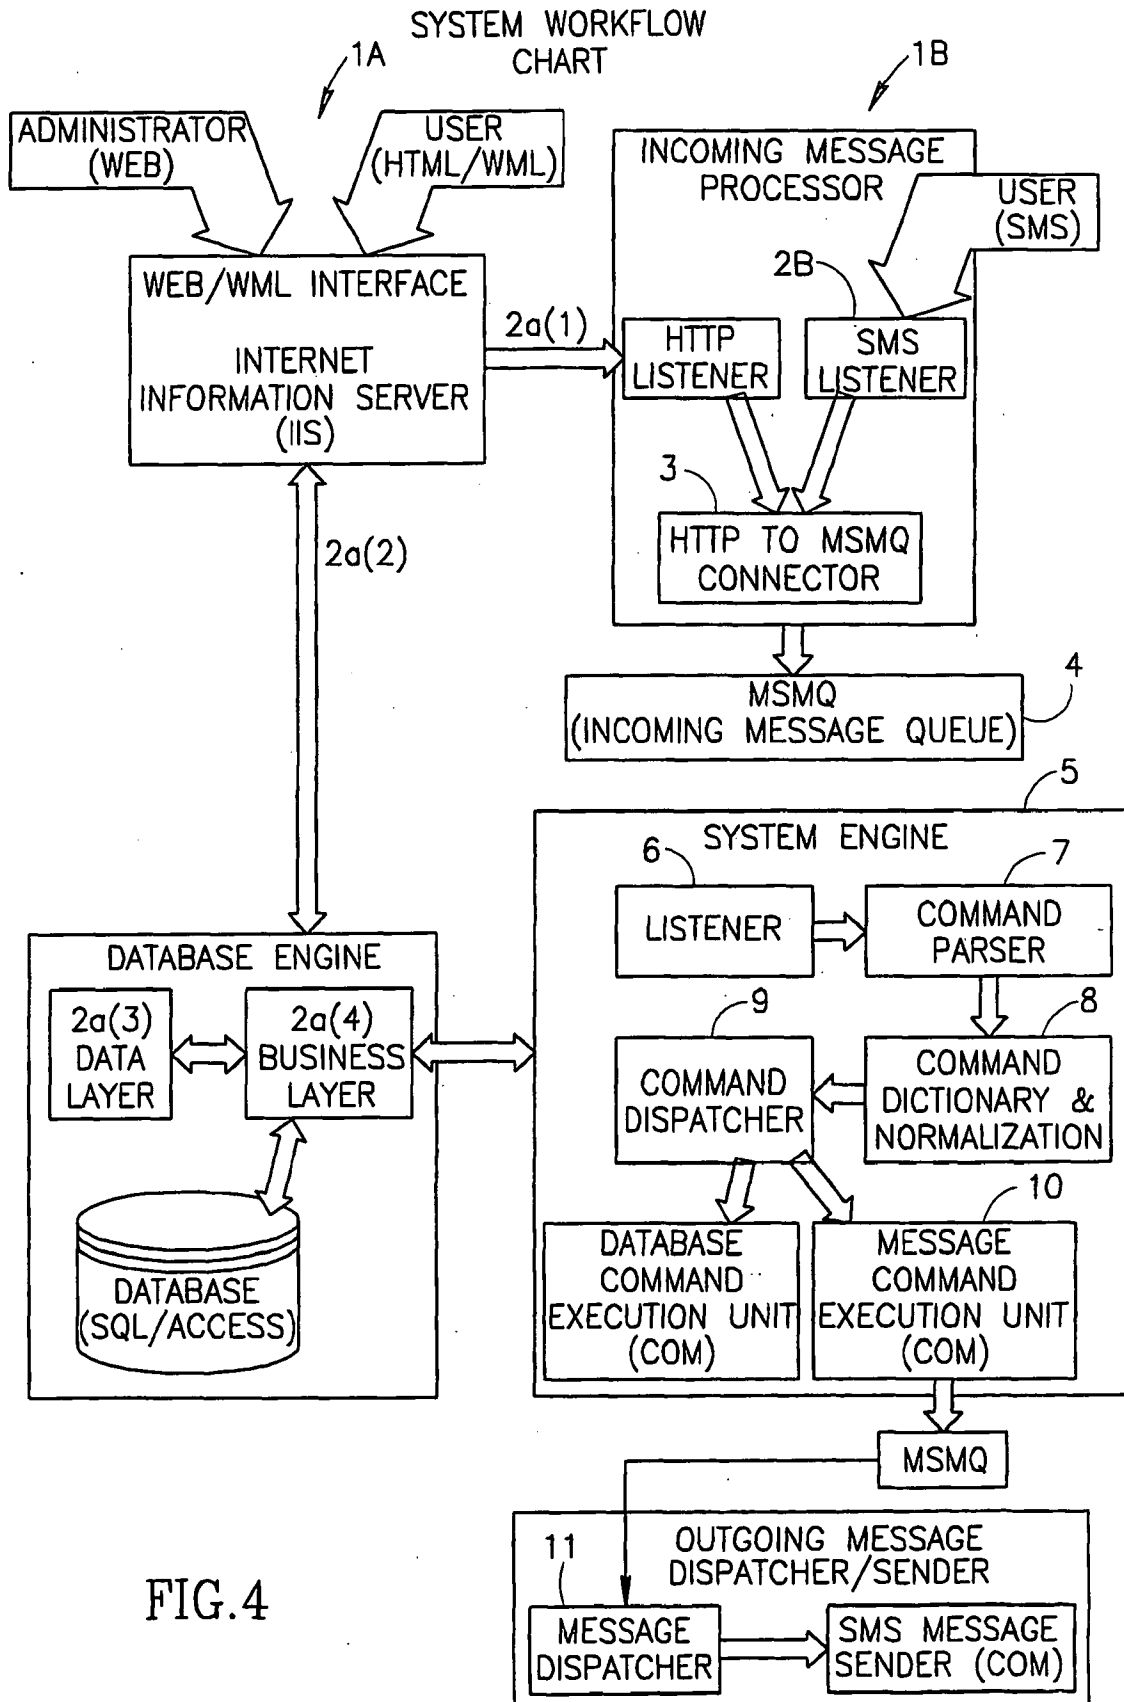 SYSTEM WORKFLOW
CHART
1A
1B
ADMINISTRATOR
(WEB)
USER
(HTML/WML)
INCOMING MESSAGE
PROCESSOR
USER
(SMS)
WEB/WML INTERFACE
INTERNET
INFORMATION SERVER
(IIS)
2a(1)
2B
HTTP
LISTENER
SMS
LISTENER
3
HTTP TO MSMQ
CONNECTOR
2a(2)
4
MSMQ
(INCOMING MESSAGE QUEUE)
5
SYSTEM ENGINE
6
LISTENER
7
COMMAND
PARSER
DATABASE ENGINE
2a(3)
DATA
LAYER
2a(4)
BUSINESS
LAYER
9
COMMAND
DISPATCHER
8
COMMAND
DICTIONARY &
NORMALIZATION
DATABASE
(SQL/ACCESS)
DATABASE
COMMAND
EXECUTION UNIT
(COM)
10
MESSAGE
COMMAND
EXECUTION UNIT
(COM)
MSMQ
OUTGOING MESSAGE
DISPATCHER/SENDER
11
MESSAGE
DISPATCHER
SMS MESSAGE
SENDER (COM)
FIG.4